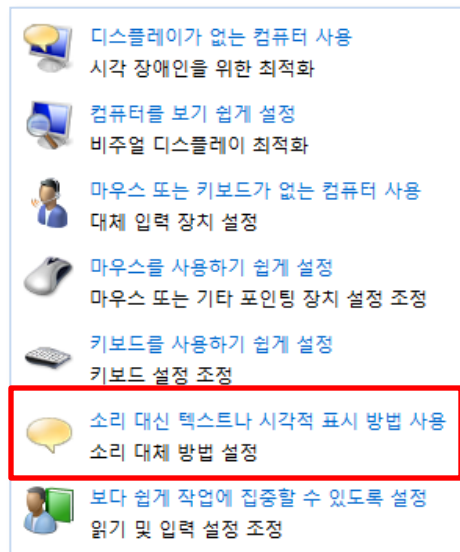 디스플레이가 없는 컴퓨터 사용
시각 장애인을 위한 최적화
컴퓨터를 보기 쉽게 설정
비주얼 디스플레이 최적화
마우스 또는 키보드가 없는 컴퓨터 사용
대체 입력 장치 설정
마우스를 사용하기 쉽게 설정
마우스 또는 기타 포인팅 장치 설정 조정
키보드를 사용하기 쉽게 설정
키보드 설정 조정
소리 대신 텍스트나 시각적 표시 방법 사용
소리 대체 방법 설정
보다 쉽게 작업에 집중할 수 있도록 설정
읽기 및 입력 설정 조정